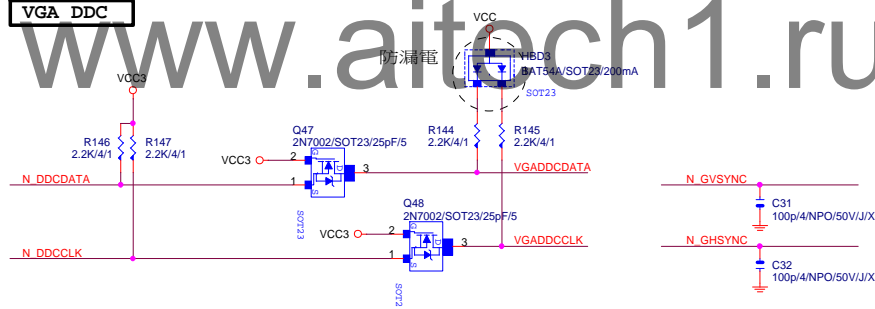 VGA DDC
www.aitech1.ru
VCC
防漏電
HBD3
BAT54A/SOT23/200mA
SOT23
VCC3
R146
2.2K/4/1
R147
2.2K/4/1
Q47
2N7002/SOT23/25pF/5
R144
2.2K/4/1
R145
2.2K/4/1
VCC3
2
G
D
S
3
1
VGADDCDATA
N_DDCDATA
SOT23
Q48
2N7002/SOT23/25pF/5
VCC3
2
G
D
S
3
1
VGADDCCLK
N_DDCCLK
SOT2
N_GVSYNC
C31
100p/4/NPO/50V/J/X
N_GHSYNC
C32
100p/4/NPO/50V/J/X